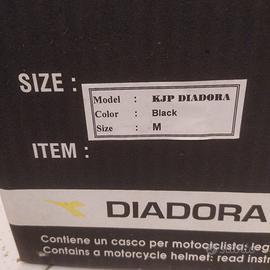 SIZE :
Model : KJP DIADORA
Color : Black
Size : M
ITEM :
DIADORA
Contiene un casco per motociclista: leg
Contains a motorcycle helmet: read inst